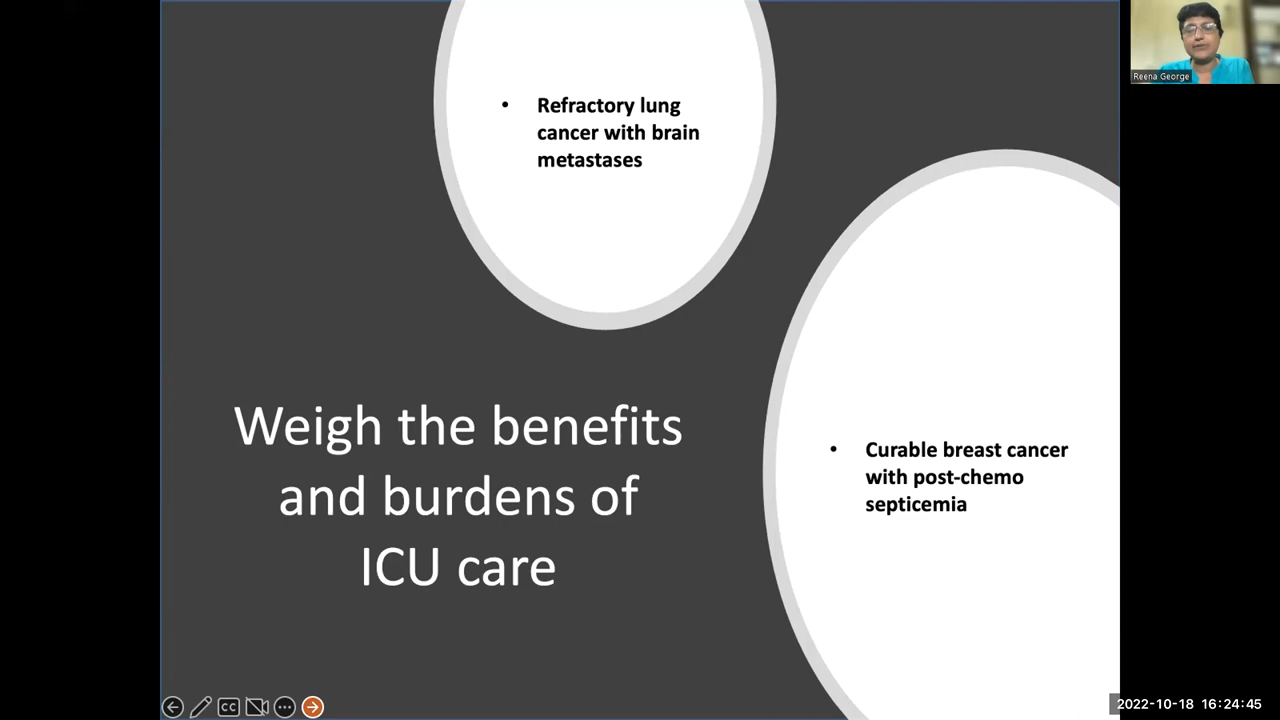 Reena George
• Refractory lung
cancer with brain
metastases
Weigh the benefits
and burdens of
ICU care
• Curable breast cancer
with post-chemo
septicemia
CC
2022-10-18 16:24:45